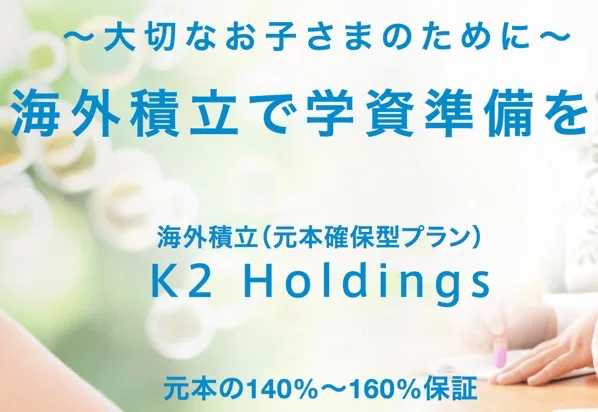 ～大切なお子さまのために～
海外積立で学資準備を
海外積立（元本確保型プラン）
K2 Holdings
元本の140%～160%保証